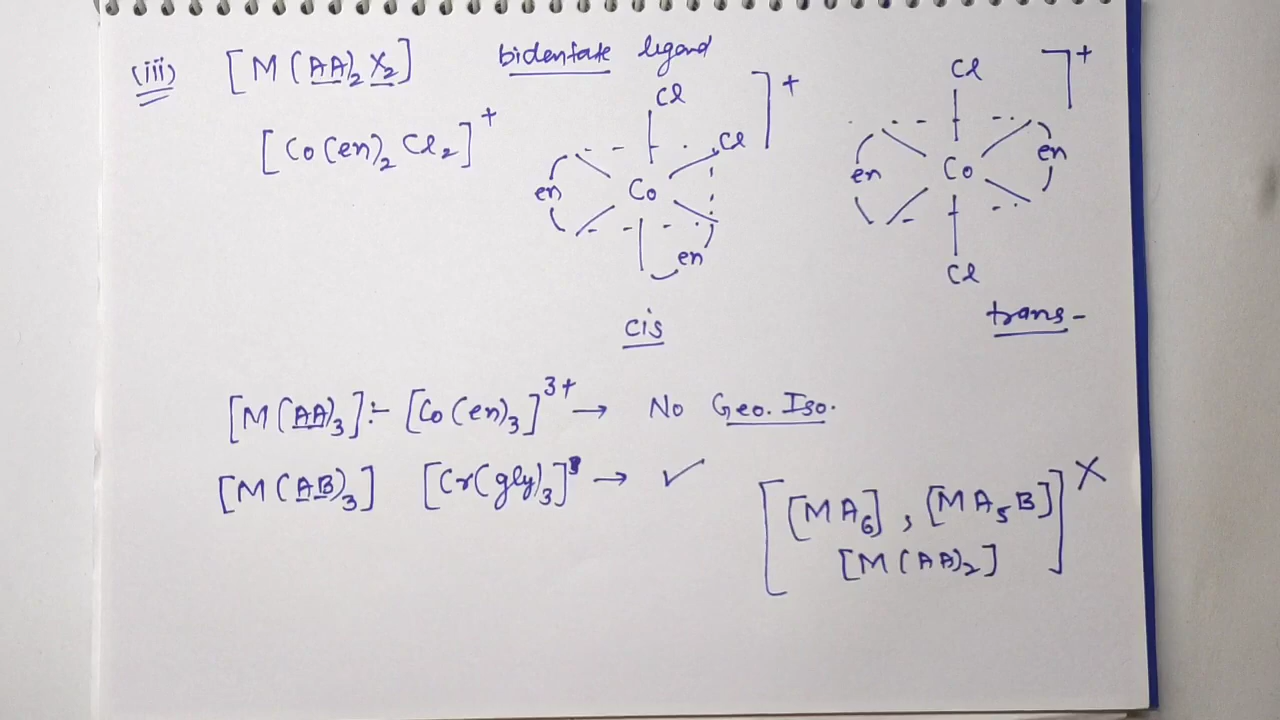 (iii) [M(AA)₂X₂] bidentate ligand
[Co(en)₂Cl₂]⁺
Cl ]⁺
Cl
en Co
en
cis
Cl ]⁺
en Co en
Cl
trans-
[M(AA)₃]:- [Co(en)₃]³⁺ → No Geo. Iso.
[M(AB)₃] [Cr(gly)₃] → ✓
[[MA₆], [MA₅B]
[M(AA)₂]] X